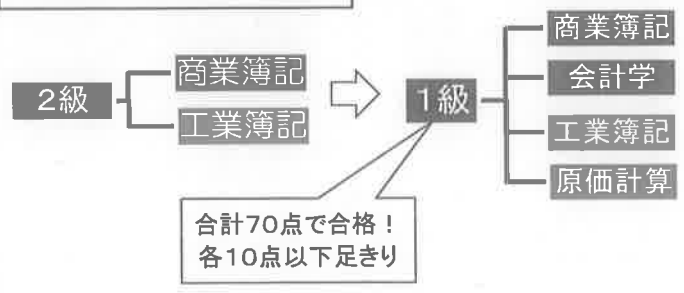 2級
商業簿記
工業簿記
1級
商業簿記
会計学
工業簿記
原価計算
合計70点で合格！
各10点以下足きり